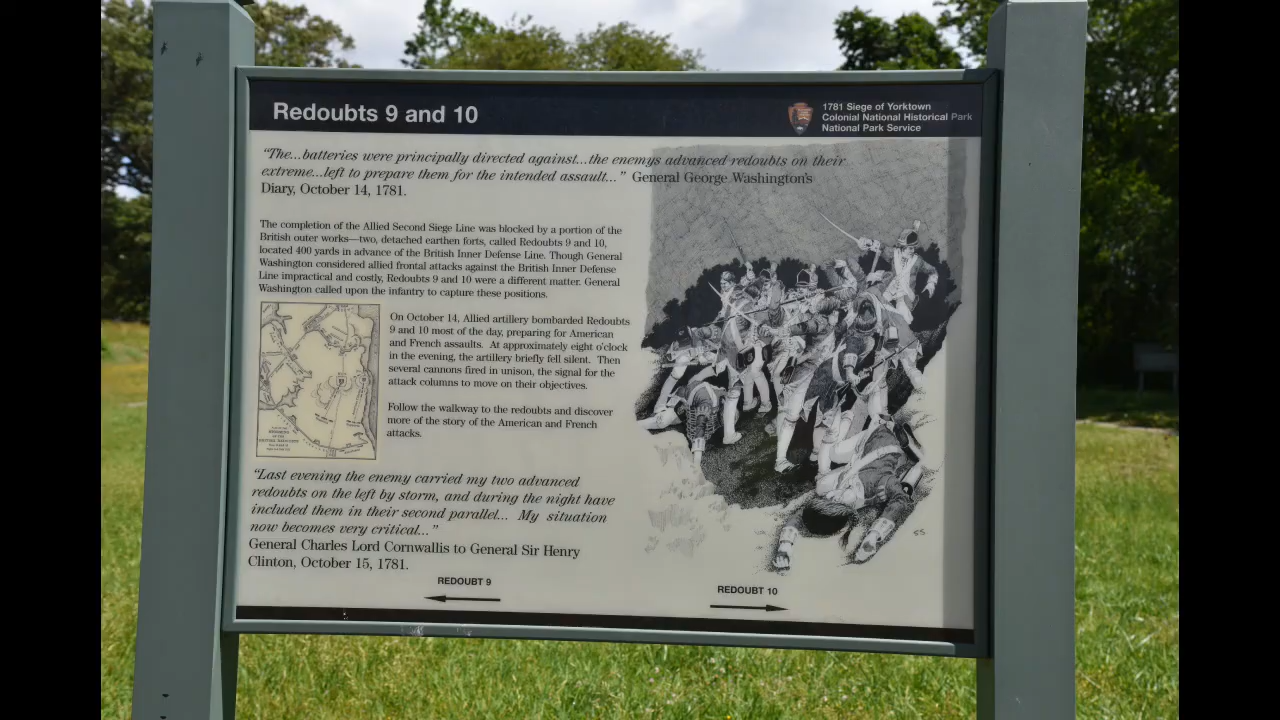 Redoubts 9 and 10
1781 Siege of Yorktown
Colonial National Historical Park
National Park Service
“The...batteries were principally directed against...the enemys advanced redoubts on their
extreme...left to prepare them for the intended assault...” General George Washington's
Diary, October 14, 1781.
The completion of the Allied Second Siege Line was blocked by a portion of the
British outer works—two, detached earthen forts, called Redoubts 9 and 10,
located 400 yards in advance of the British Inner Defense Line. Though General
Washington considered allied frontal attacks against the British Inner Defense
Line impractical and costly, Redoubts 9 and 10 were a different matter. General
Washington called upon the infantry to capture these positions.
On October 14, Allied artillery bombarded Redoubts
9 and 10 most of the day, preparing for American
and French assaults. At approximately eight o'clock
in the evening, the artillery briefly fell silent. Then
several cannons fired in unison, the signal for the
attack columns to move on their objectives.
Follow the walkway to the redoubts and discover
more of the story of the American and French
attacks.
“Last evening the enemy carried my two advanced
redoubts on the left by storm, and during the night have
included them in their second parallel... My situation
now becomes very critical...”
General Charles Lord Cornwallis to General Sir Henry
Clinton, October 15, 1781.
REDOUBT 9
REDOUBT 10
SS